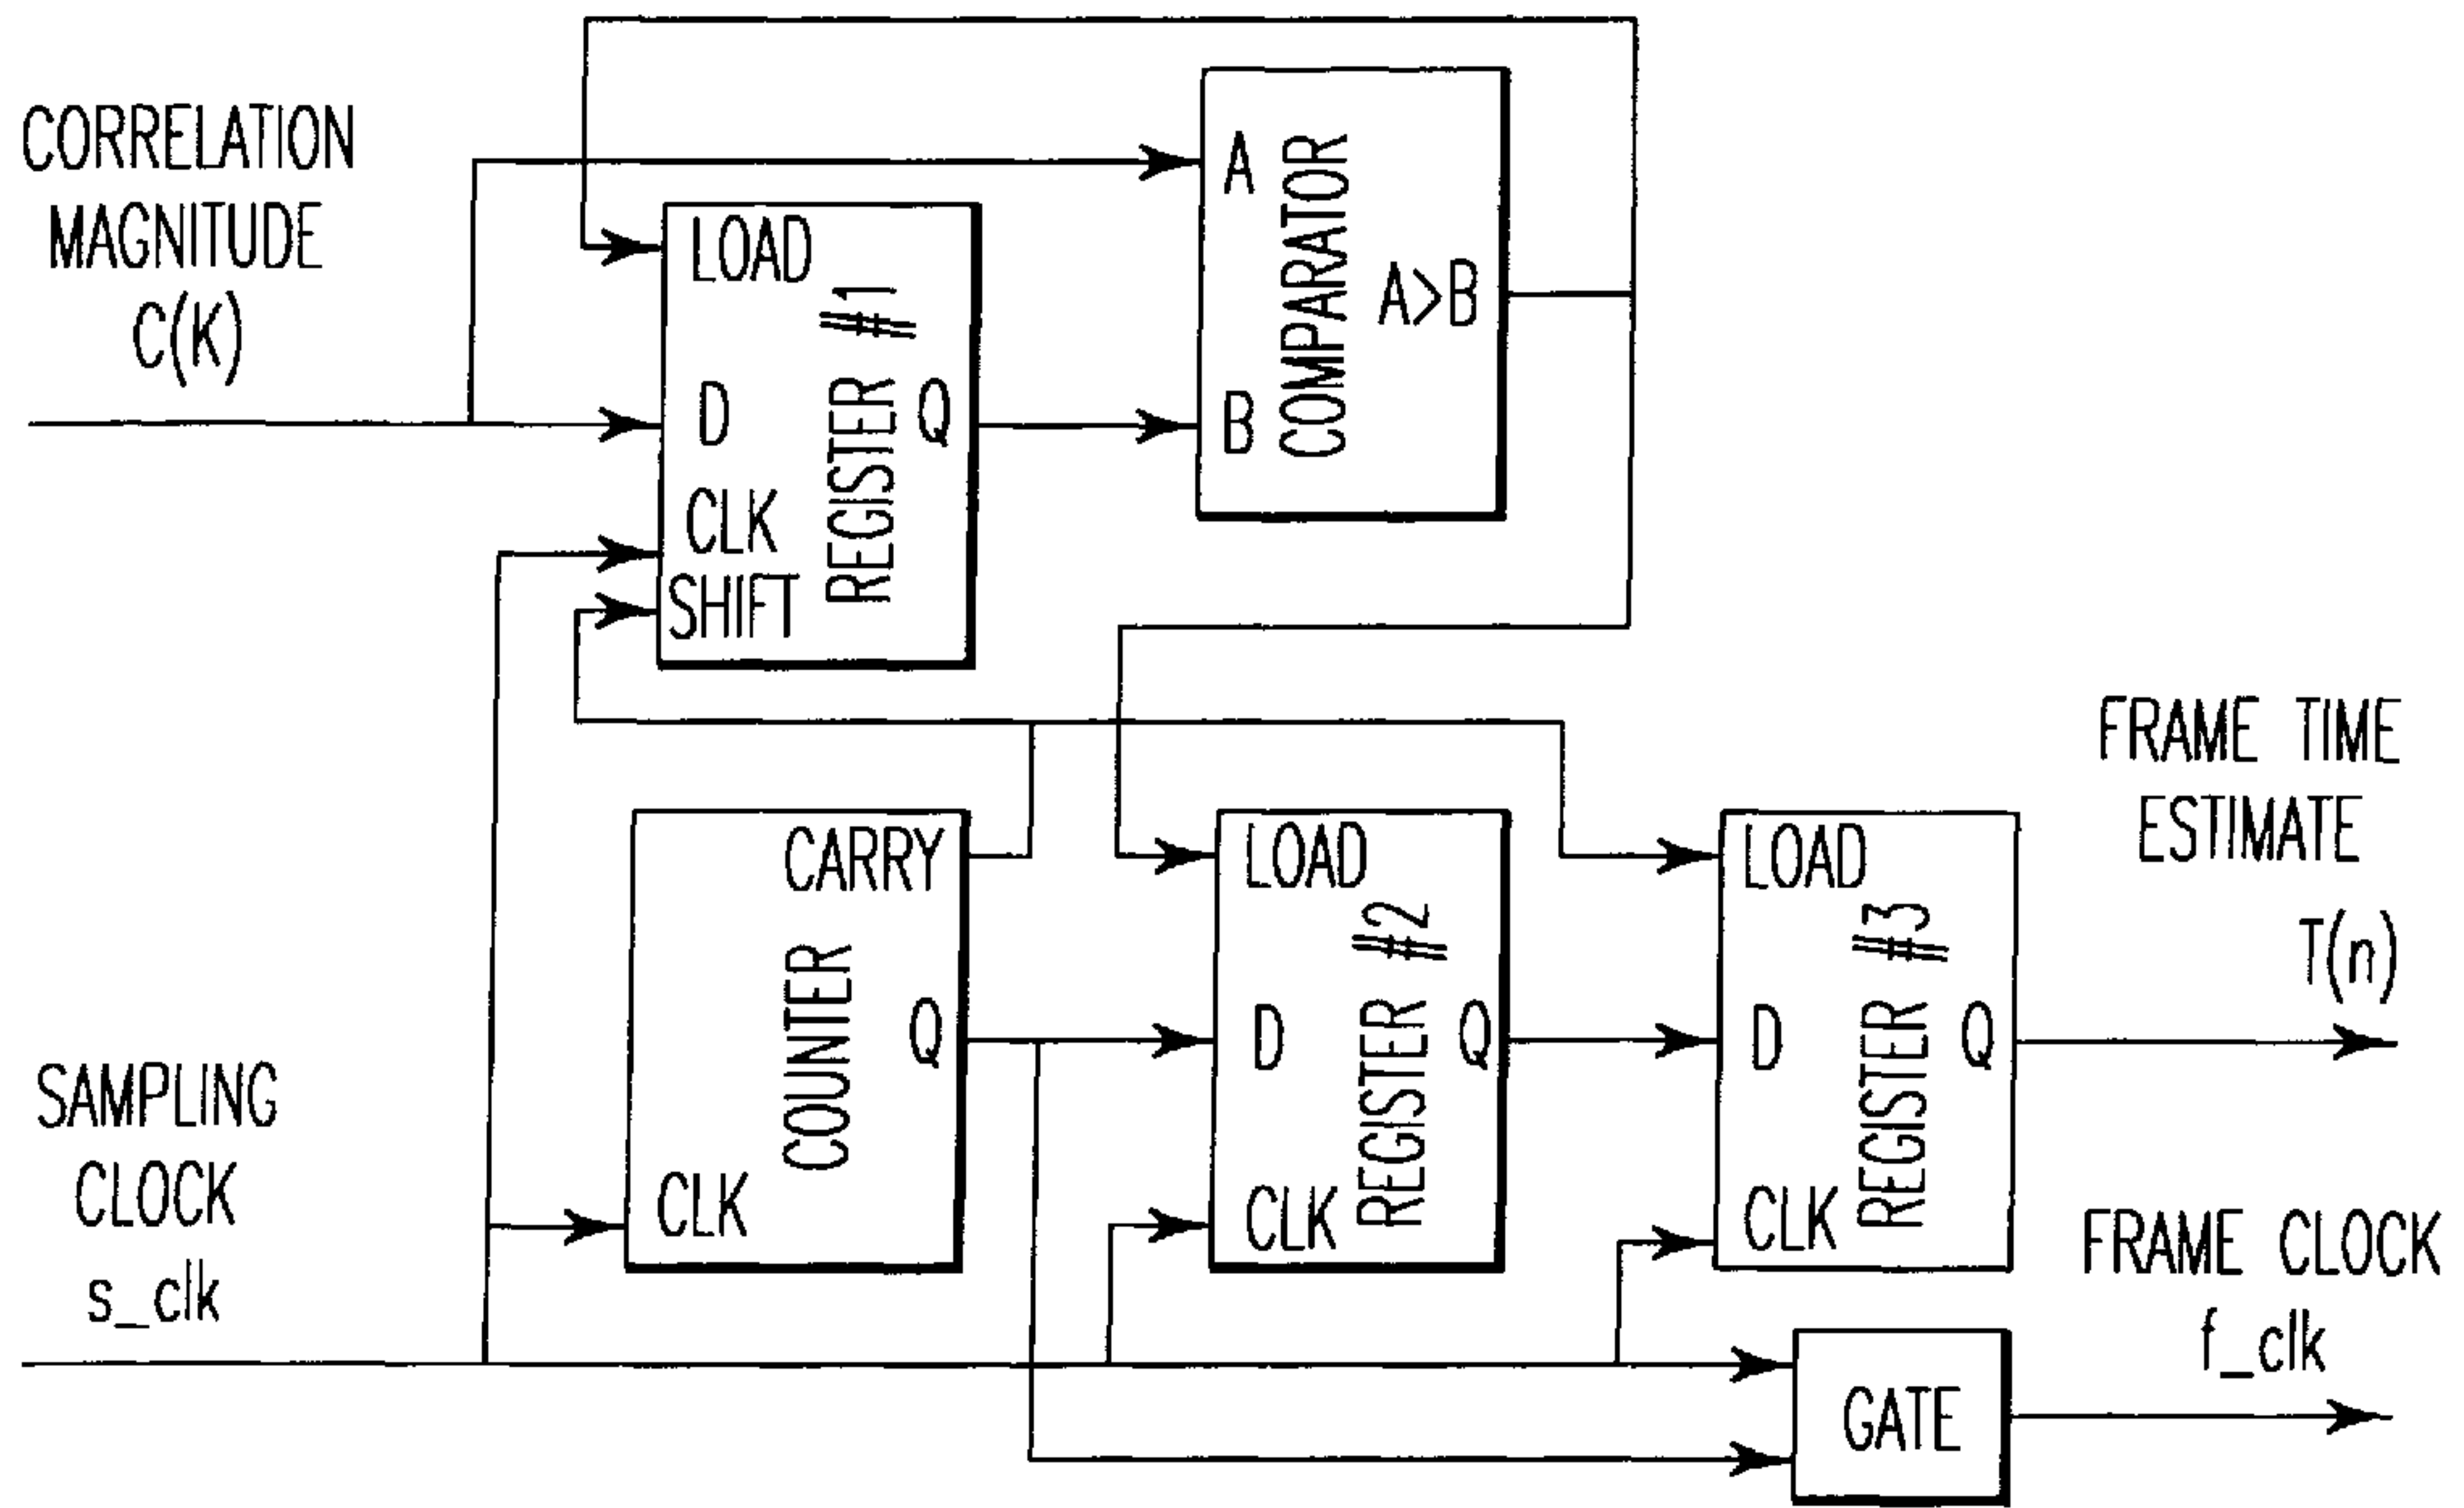 CORRELATION
MAGNITUDE
C(K)
LOAD
D
CLK
SHIFT
REGISTER #1
Q
A
B
COMPARATOR
A>B
SAMPLING
CLOCK
s_clk
CARRY
COUNTER
Q
CLK
LOAD
D
CLK
REGISTER #2
Q
LOAD
D
CLK
REGISTER #3
Q
FRAME TIME
ESTIMATE
T(n)
FRAME CLOCK
f_clk
GATE